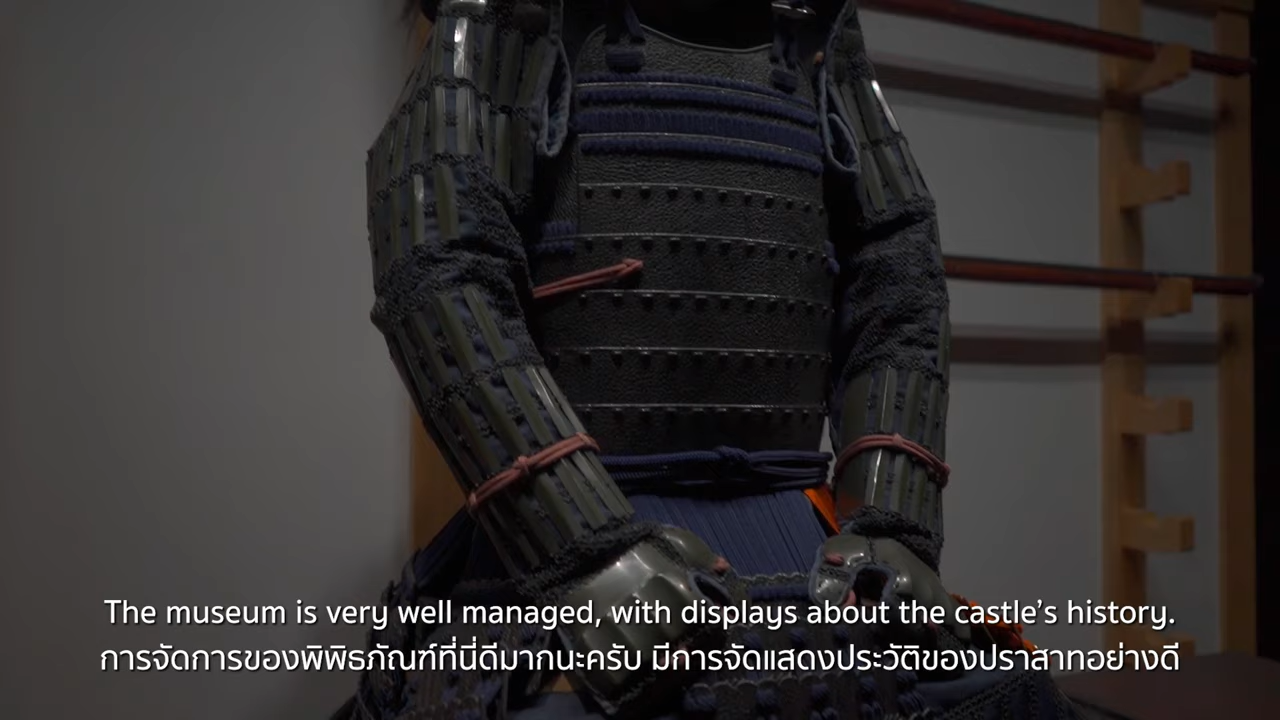 The museum is very well managed, with displays about the castle’s history.
การจัดการของพิพิธภัณฑ์ที่นี่ดีมากนะครับ มีการจัดแสดงประวัติของปราสาทอย่างดี